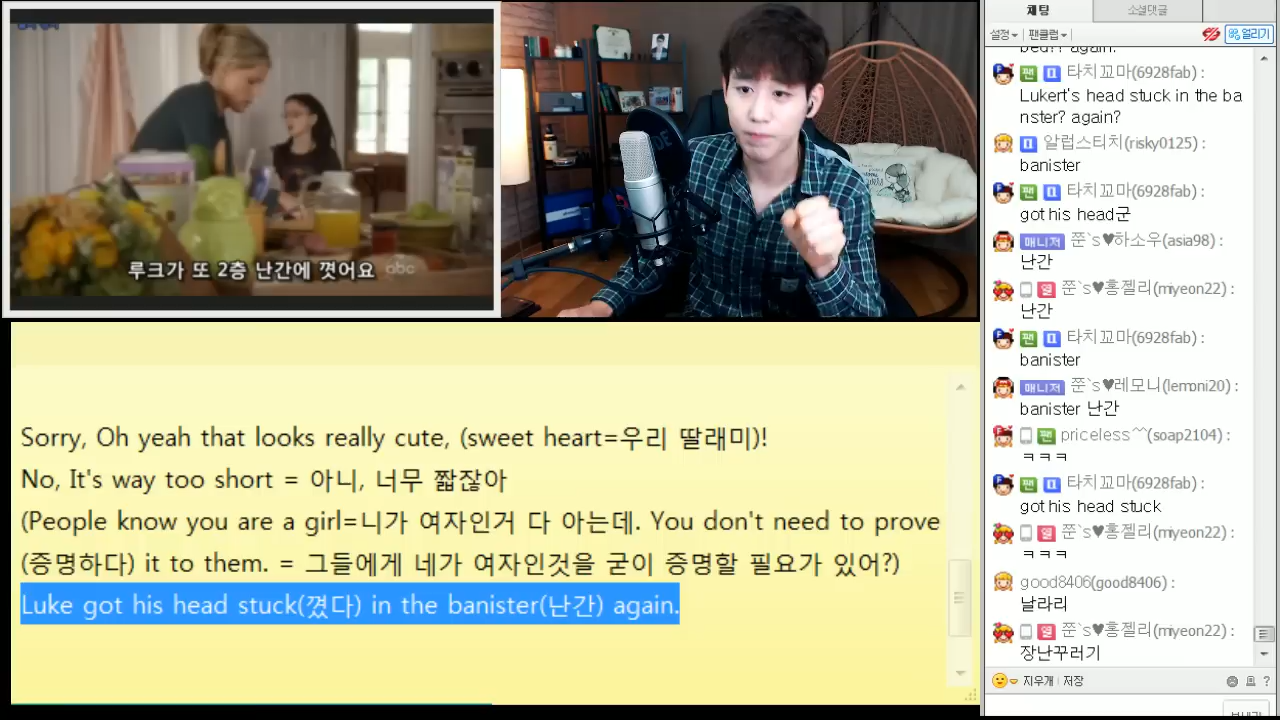 루크가 또 2층 난간에 꼈어요
abc
Sorry, Oh yeah that looks really cute, (sweet heart=우리 딸래미)!
No, It's way too short = 아니, 너무 짧잖아
(People know you are a girl=니가 여자인거 다 아는데. You don't need to prove
(증명하다) it to them. = 그들에게 네가 여자인것을 굳이 증명할 필요가 있어?)
Luke got his head stuck(꼈다) in the banister(난간) again.
채팅
소셜댓글
설정
팬클럽
얼리기
again.
팬 타치꼬마(6928fab) :
Lukert's head stuck in the ba
nster? again?
알럽스티치(risky0125) :
banister
팬 타치꼬마(6928fab) :
got his head군
매니저 쭌`s♥하소우(asia98) :
난간
열 쭌`s♥홍젤리(miyeon22) :
난간
팬 타치꼬마(6928fab) :
banister
매니저 쭌`s♥레모니(lemoni20) :
banister 난간
팬 priceless^^(soap2104) :
ㅋㅋㅋ
팬 타치꼬마(6928fab) :
got his head stuck
열 쭌`s♥홍젤리(miyeon22) :
ㅋㅋㅋ
good8406(good8406) :
날라리
열 쭌`s♥홍젤리(miyeon22) :
장난꾸러기
지우개
저장
?